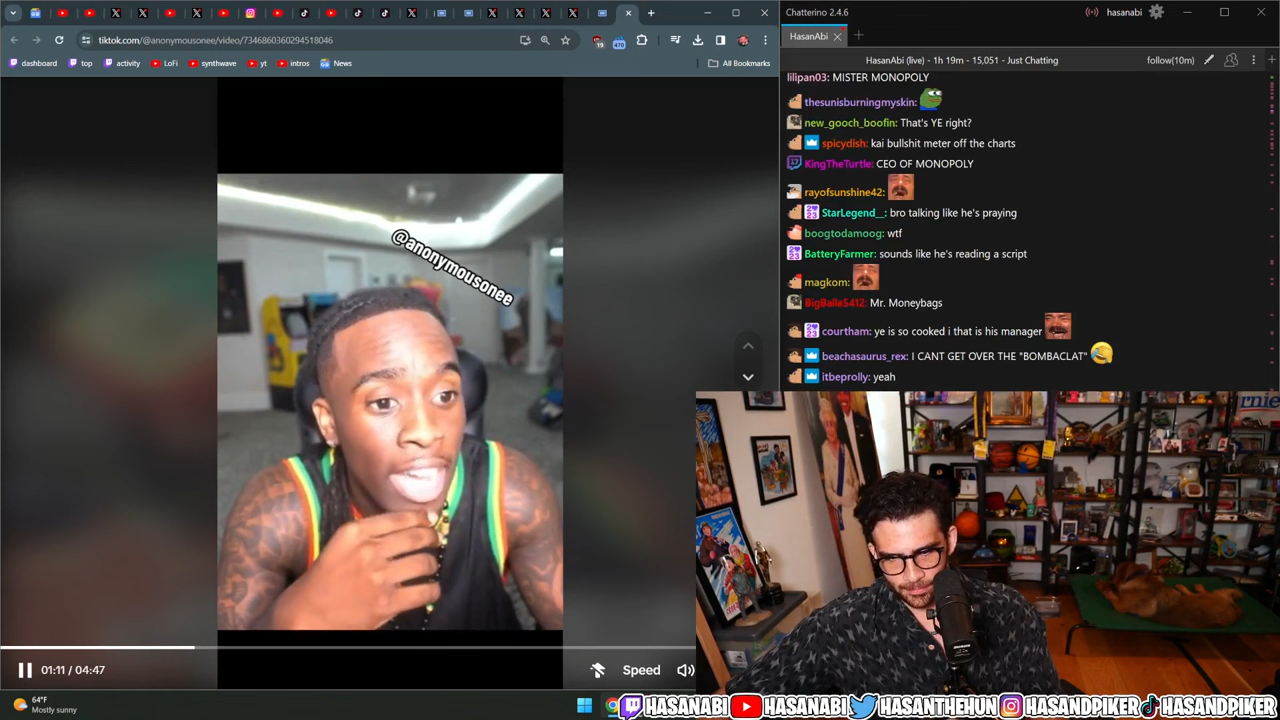 Chatterino 2.4.6
hasanabi
tiktok.com/@anonymousonee/video/7346860360294518046
19
470
HasanAbi
dashboard
top
activity
LoFi
synthwave
yt
intros
News
All Bookmarks
HasanAbi (live) - 1h 19m - 15,051 - Just Chatting
follow(10m)
lilipan03: MISTER MONOPOLY
thesunisburningmyskin:
new_gooch_boofin: That's YE right?
spicydish: kai bullshit meter off the charts
KingTheTurtle: CEO OF MONOPOLY
rayofsunshine42:
StarLegend__: bro talking like he's praying
boogtodamoog: wtf
BatteryFarmer: sounds like he's reading a script
magkom:
BigBalla5412: Mr. Moneybags
courtham: ye is so cooked i that is his manager
beachasaurus_rex: I CANT GET OVER THE "BOMBACLAT"
itbeprolly: yeah
@anonymousonee
01:11 / 04:47
Speed
64°F
Mostly sunny
HASANABI
HASANABI
HASANTHEHUN
HASANDPIKER
HASANDPIKER